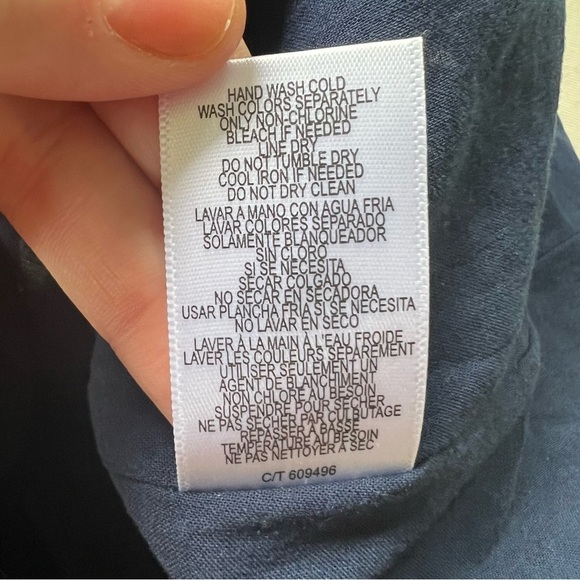 HAND WASH COLD
WASH COLORS SEPARATELY
ONLY NON-CHLORINE
BLEACH IF NEEDED
LINE DRY
DO NOT TUMBLE DRY
COOL IRON IF NEEDED
DO NOT DRY CLEAN
LAVAR A MANO CON AGUA FRIA
LAVAR COLORES SEPARADO
SOLAMENTE BLANQUEADOR
SIN CLORO
SI SE NECESITA
SECAR COLGADO
NO SECAR EN SECADORA
USAR PLANCHA FRIA SI SE NECESITA
NO LAVAR EN SECO
LAVER À LA MAIN À L'EAU FROIDE
LAVER LES COULEURS SÉPAREMENT
UTILISER SEULEMENT UN
AGENT DE BLANCHIMENT
NON CHLORE AU BESOIN
SUSPENDRE POUR SÉCHER
NE PAS SECHER PAR CULBUTAGE
REPASSER À BASSE
TEMPÉRATURE AU BESOIN
NE PAS NETTOYER À SEC
C/T 609496